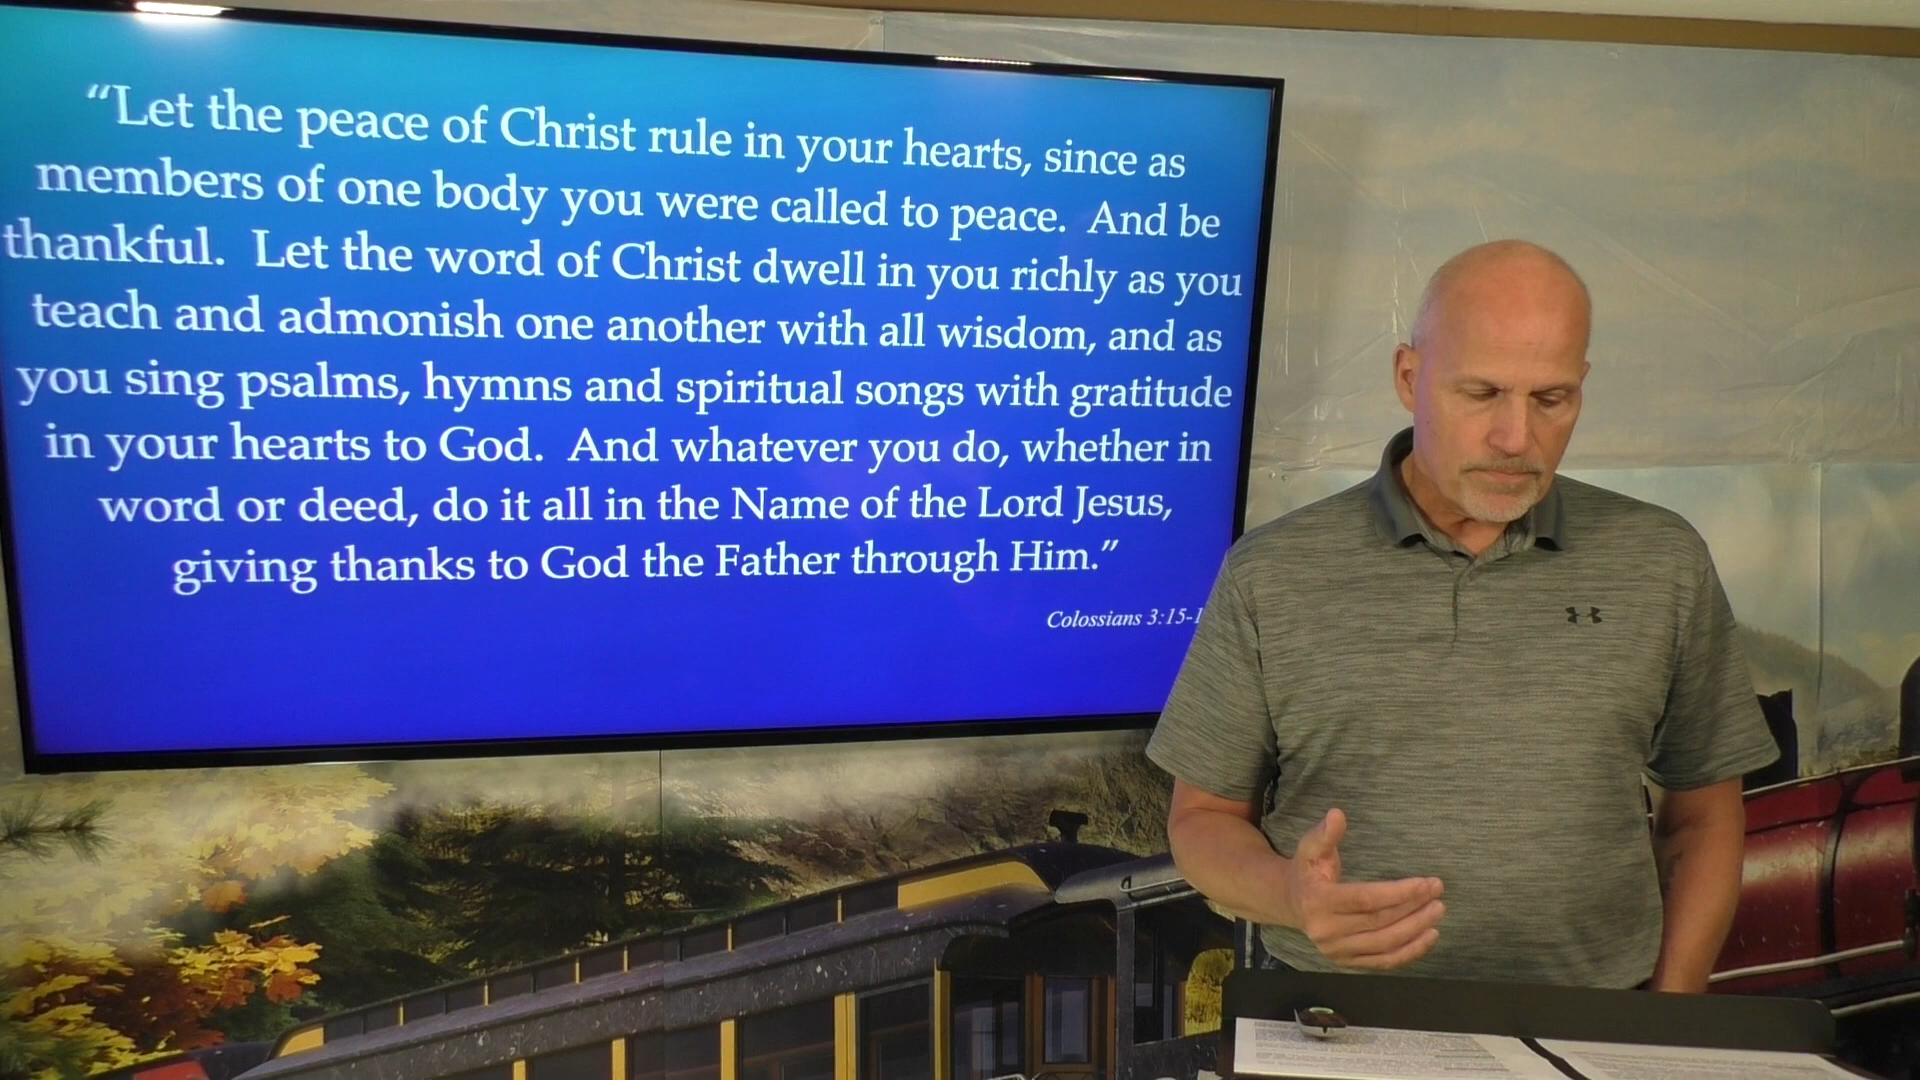 “Let the peace of Christ rule in your hearts, since as
members of one body you were called to peace. And be
thankful. Let the word of Christ dwell in you richly as you
teach and admonish one another with all wisdom, and as
you sing psalms, hymns and spiritual songs with gratitude
in your hearts to God. And whatever you do, whether in
word or deed, do it all in the Name of the Lord Jesus,
giving thanks to God the Father through Him.”
Colossians 3:15-1